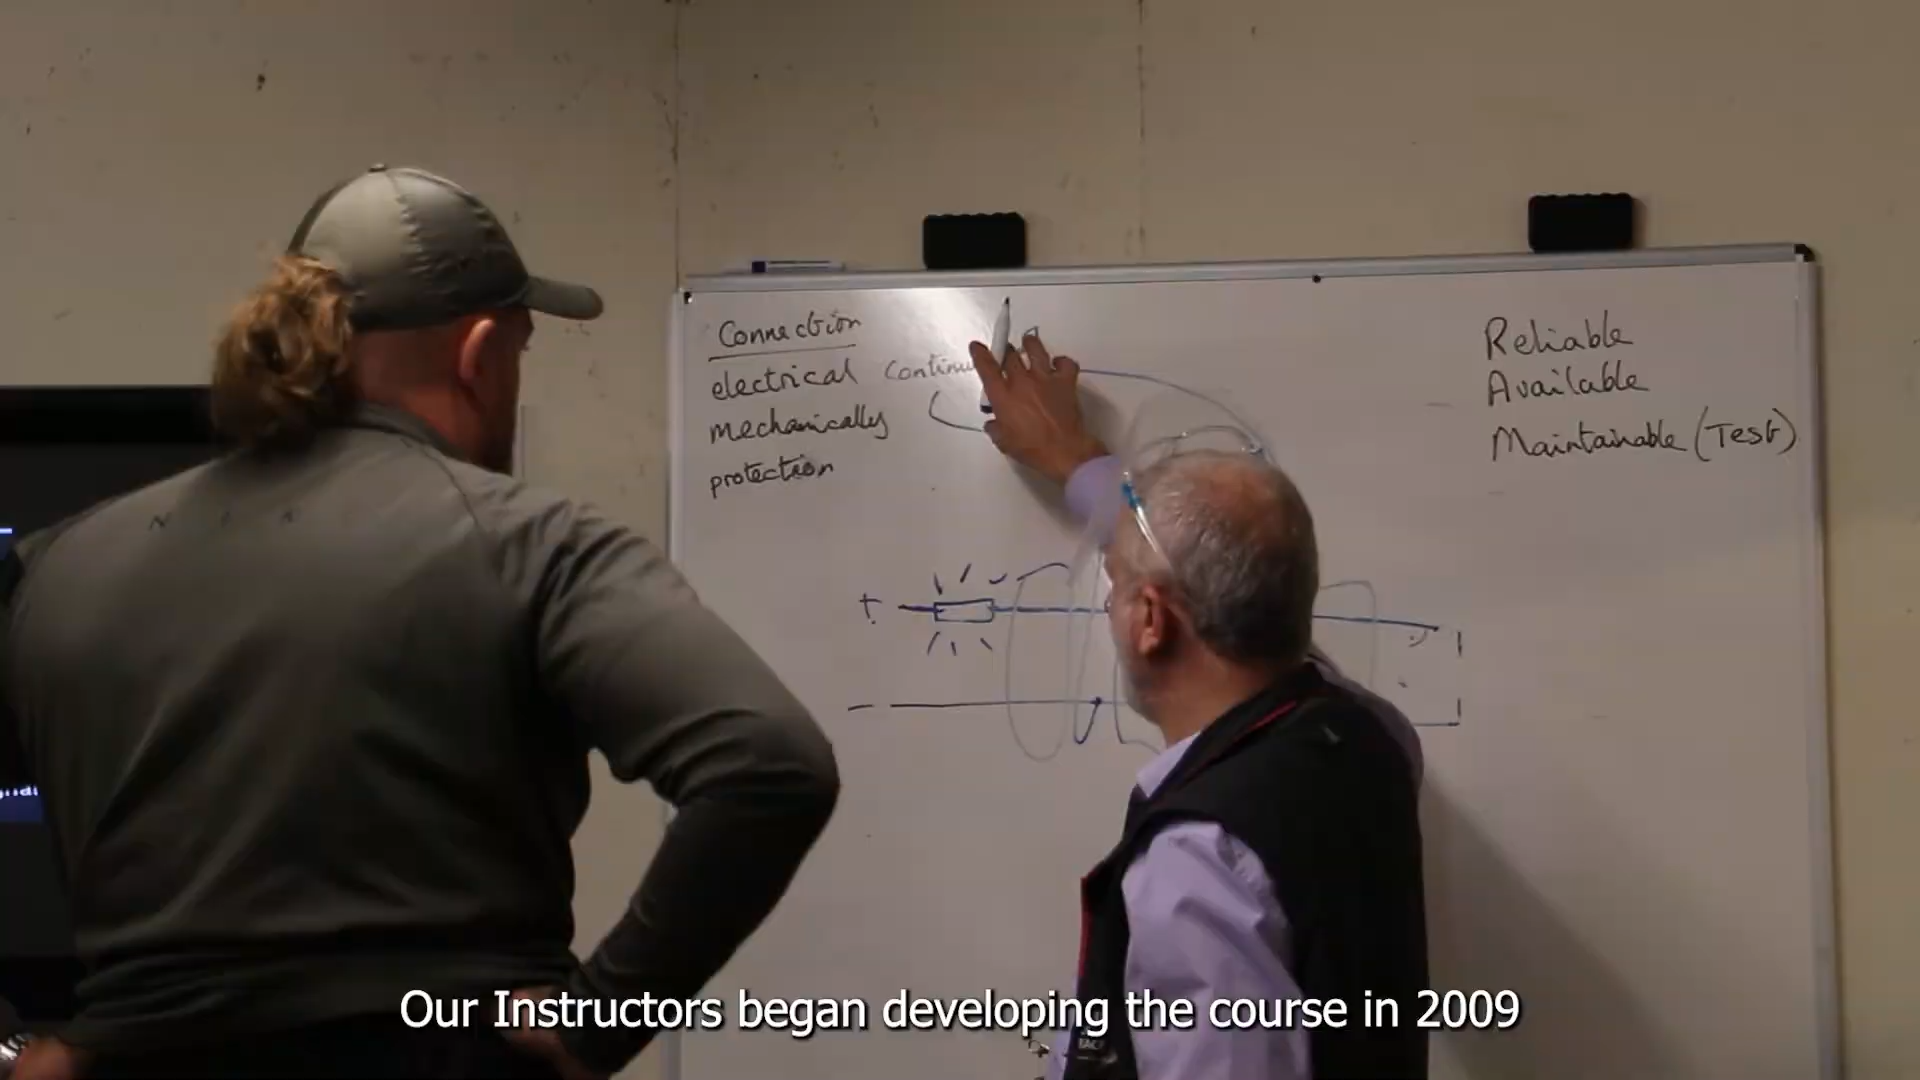 Connection
electrical
mechanically
protection
Reliable
Available
Maintainable (Test)
+
Our Instructors began developing the course in 2009